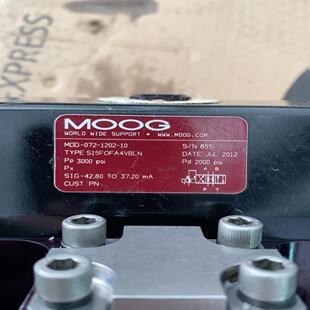 EXPRESS
MOOG
WORLD WIDE SUPPORT • WWW.MOOG.COM
MOD-072-1202-10 S/N 855
TYPE S15FOFA4VBLN DATE JUL 2012
Pp 3000 psi Pd 2000 psi
Px A B
SIG-42.80 TO 37.20 mA
P T
CUST PN